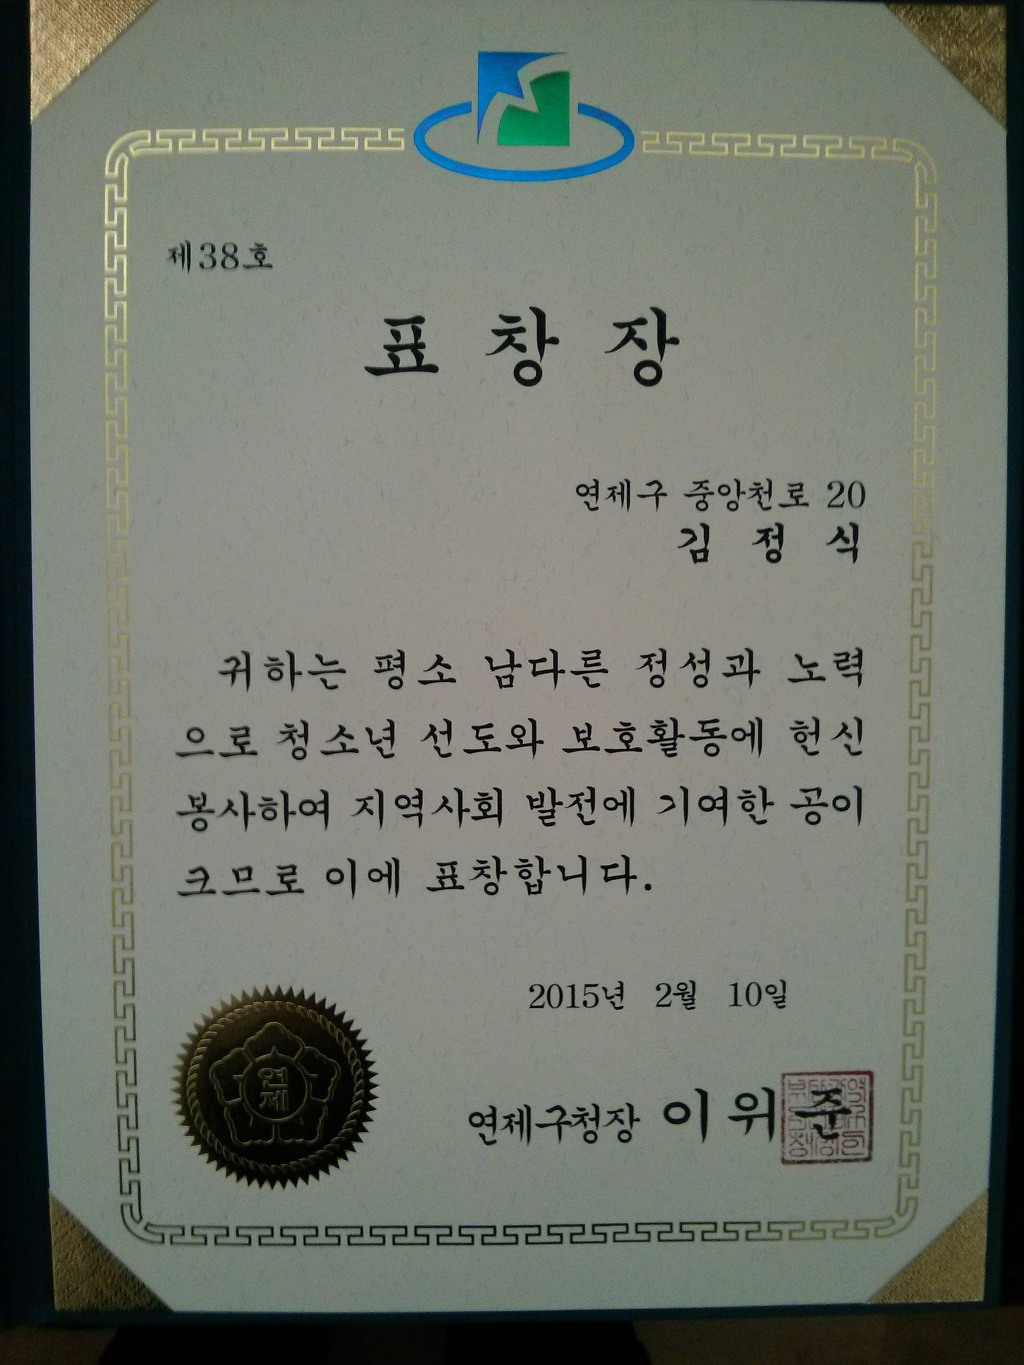 제38호
표 창 장
연제구 중앙천로 20
김 정 식
귀하는 평소 남다른 정성과 노력
으로 청소년 선도와 보호활동에 헌신
봉사하여 지역사회 발전에 기여한 공이
크므로 이에 표창합니다.
2015년 2월 10일
연제
연제구청장 이위준